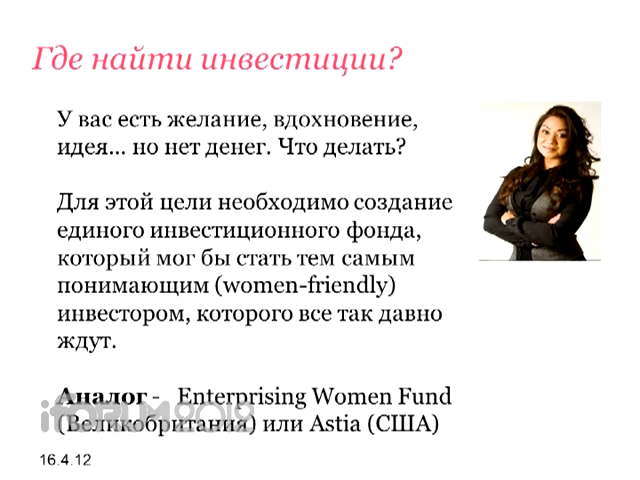 Где найти инвестиции?
У вас есть желание, вдохновение,
идея... но нет денег. Что делать?
Для этой цели необходимо создание
единого инвестиционного фонда,
который мог бы стать тем самым
понимающим (women-friendly)
инвестором, которого все так давно
ждут.
Аналог - Enterprising Women Fund
(Великобритания) или Astia (США)
iFORUM 2012
16.4.12